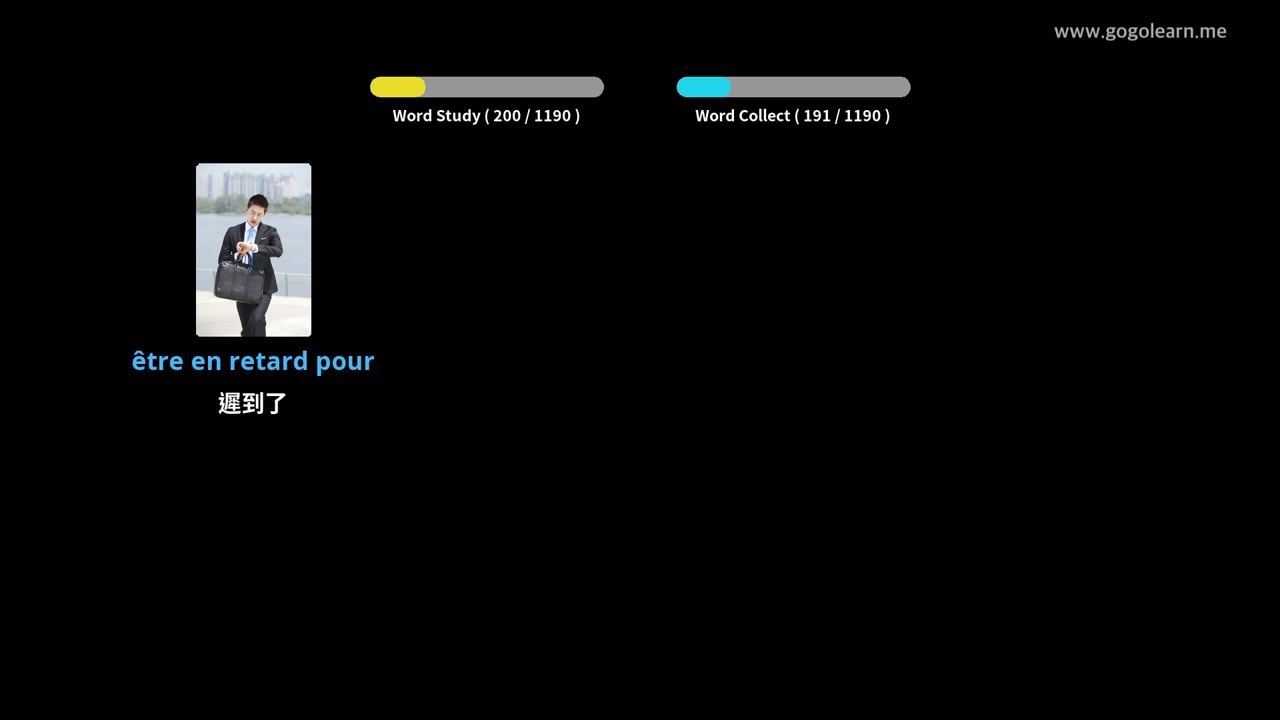 www.gogolearn.me
Word Study ( 200 / 1190 )
Word Collect ( 191 / 1190 )
être en retard pour
遲到了